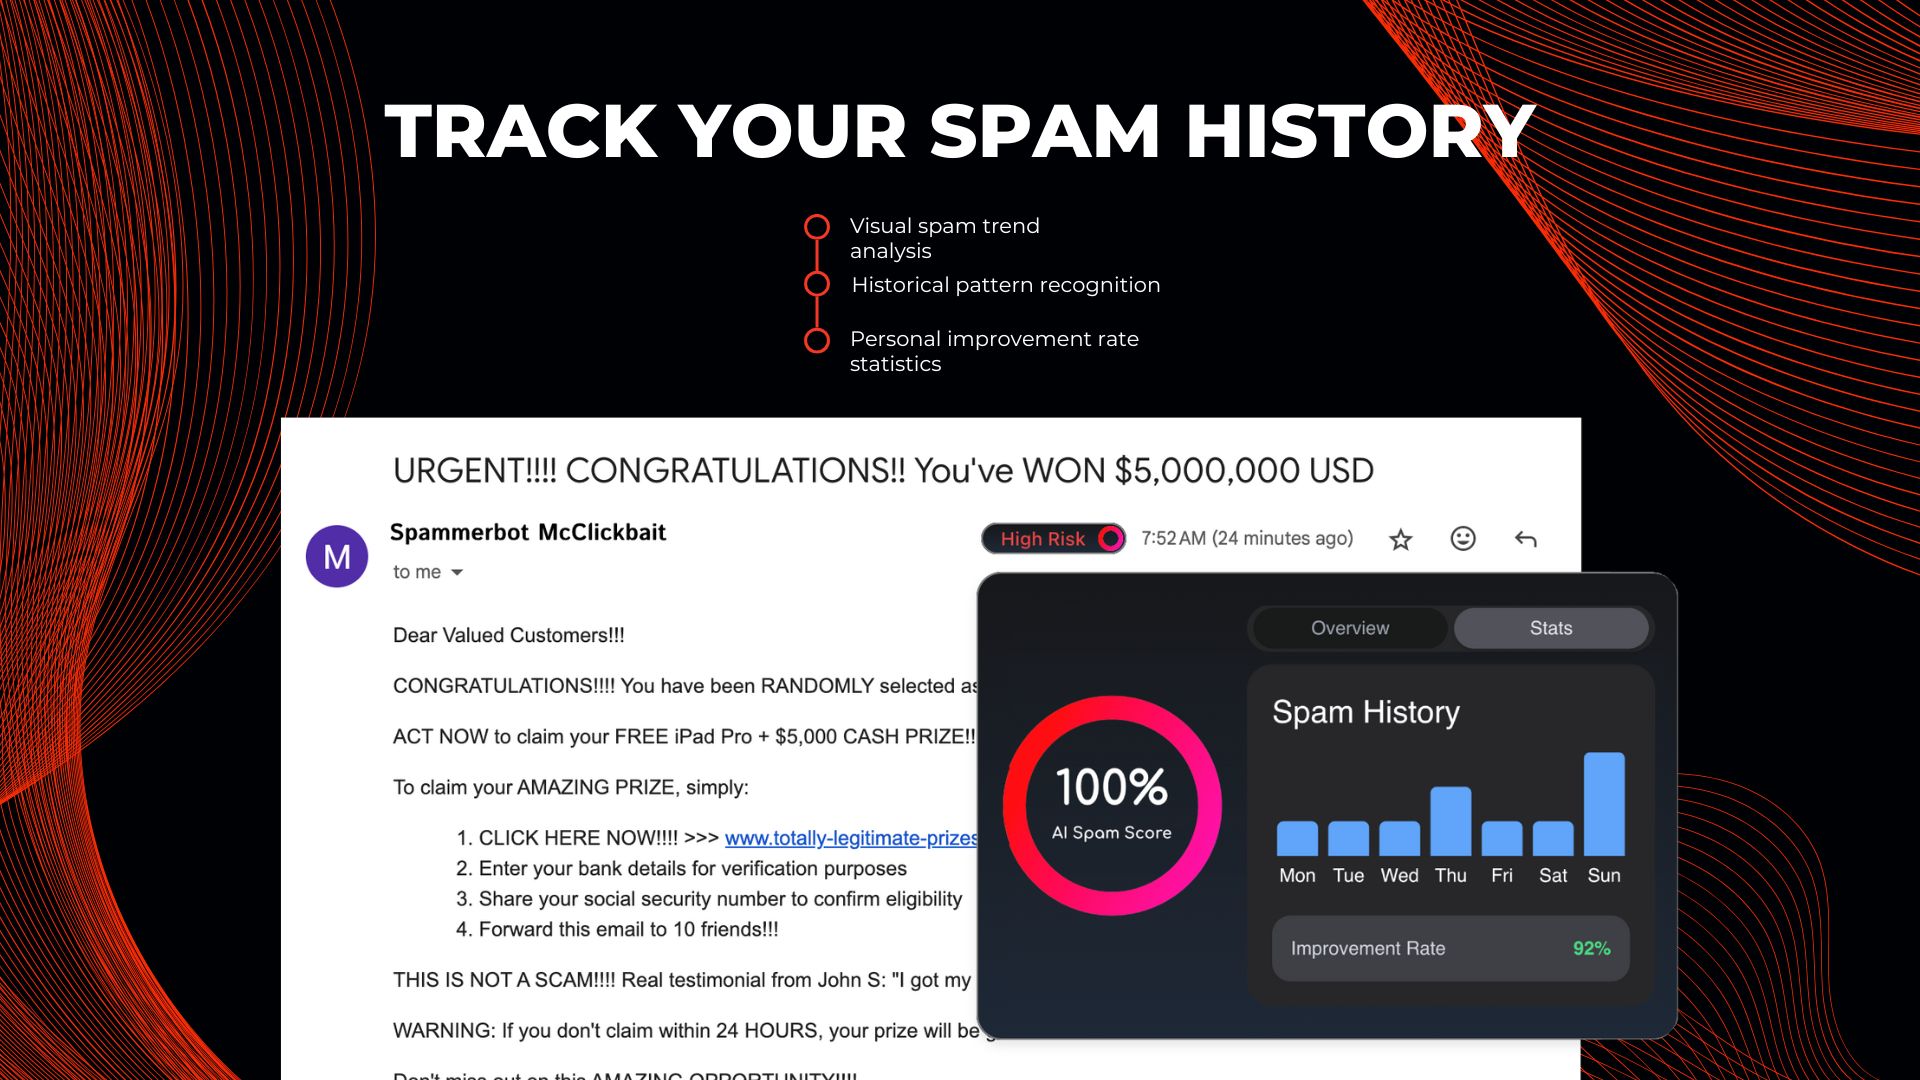 TRACK YOUR SPAM HISTORY
Visual spam trend
analysis
Historical pattern recognition
Personal improvement rate
statistics
URGENT!!!! CONGRATULATIONS!! You've WON $5,000,000 USD
M
Spammerbot McClickbait
High Risk
7:52 AM (24 minutes ago)
to me
Dear Valued Customers!!!
CONGRATULATIONS!!!! You have been RANDOMLY selected as
ACT NOW to claim your FREE iPad Pro + $5,000 CASH PRIZE!!
To claim your AMAZING PRIZE, simply:
1. CLICK HERE NOW!!!! >>> www.totally-legitimate-prizes
2. Enter your bank details for verification purposes
3. Share your social security number to confirm eligibility
4. Forward this email to 10 friends!!!
THIS IS NOT A SCAM!!!! Real testimonial from John S: "I got my
WARNING: If you don't claim within 24 HOURS, your prize will be
Don't miss out on this AMAZING OPPORTUNITY!!!!
100%
AI Spam Score
Overview
Stats
Spam History
Mon Tue Wed Thu Fri Sat Sun
Improvement Rate 92%